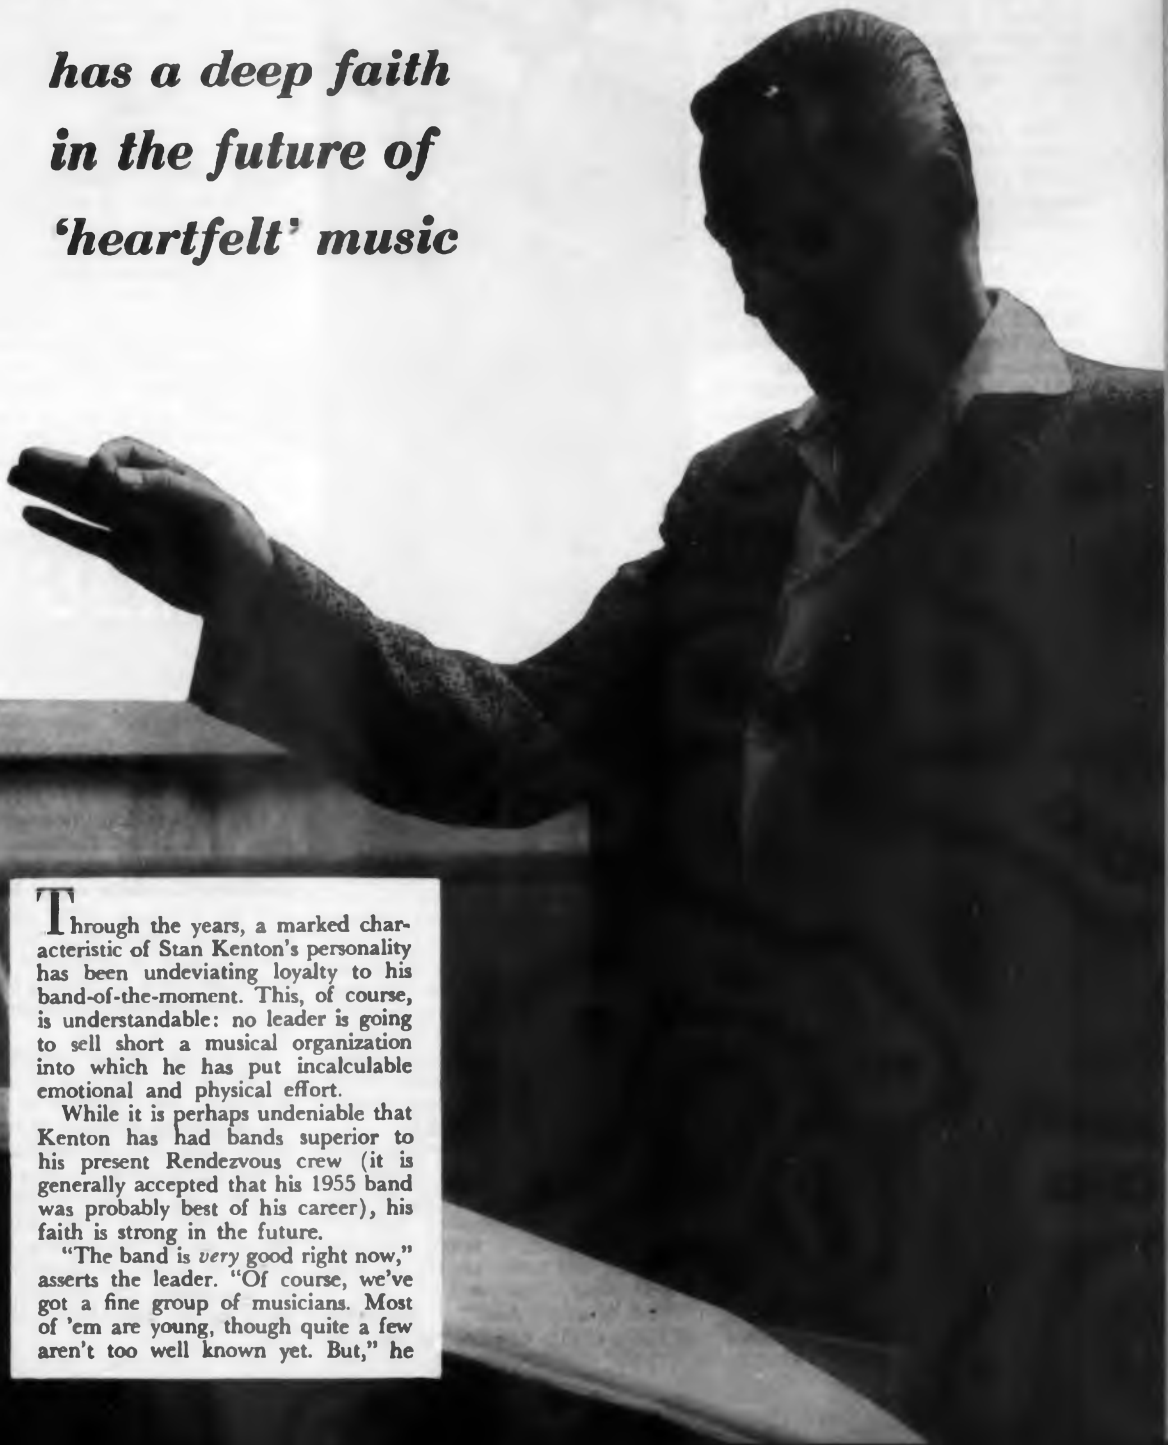 has a deep faith
in the future of
‘heartfelt’ music
Through the years, a marked char-
acteristic of Stan Kenton's personality
has been undeviating loyalty to his
band-of-the-moment. This, of course,
is understandable: no leader is going
to sell short a musical organization
into which he has put incalculable
emotional and physical effort.
While it is perhaps undeniable that
Kenton has had bands superior to
his present Rendezvous crew (it is
generally accepted that his 1955 band
was probably best of his career), his
faith is strong in the future.
“The band is very good right now,”
asserts the leader. “Of course, we've
got a fine group of musicians. Most
of 'em are young, though quite a few
aren't too well known yet. But,” he